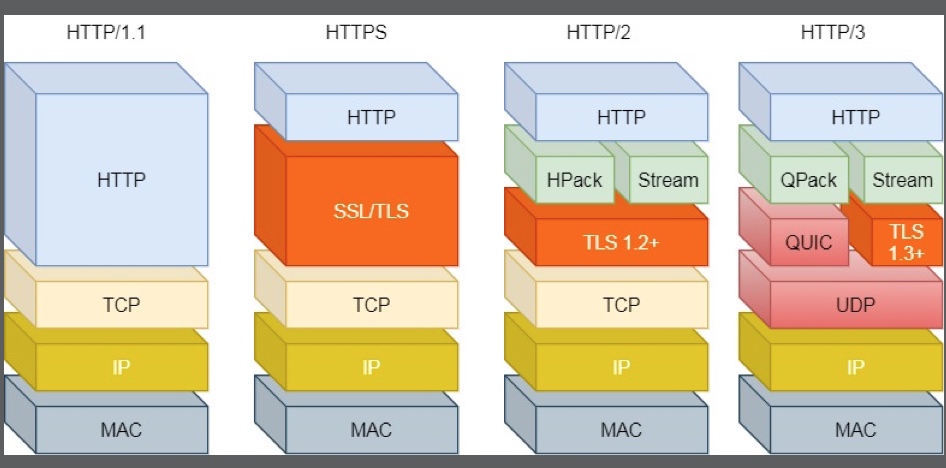 HTTP/1.1
HTTPS
HTTP/2
HTTP/3
HTTP
HTTP
HTTP
HTTP
SSL/TLS
HPack
Stream
QPack
Stream
TLS 1.2+
QUIC
TLS
1.3+
TCP
TCP
TCP
UDP
IP
IP
IP
IP
MAC
MAC
MAC
MAC